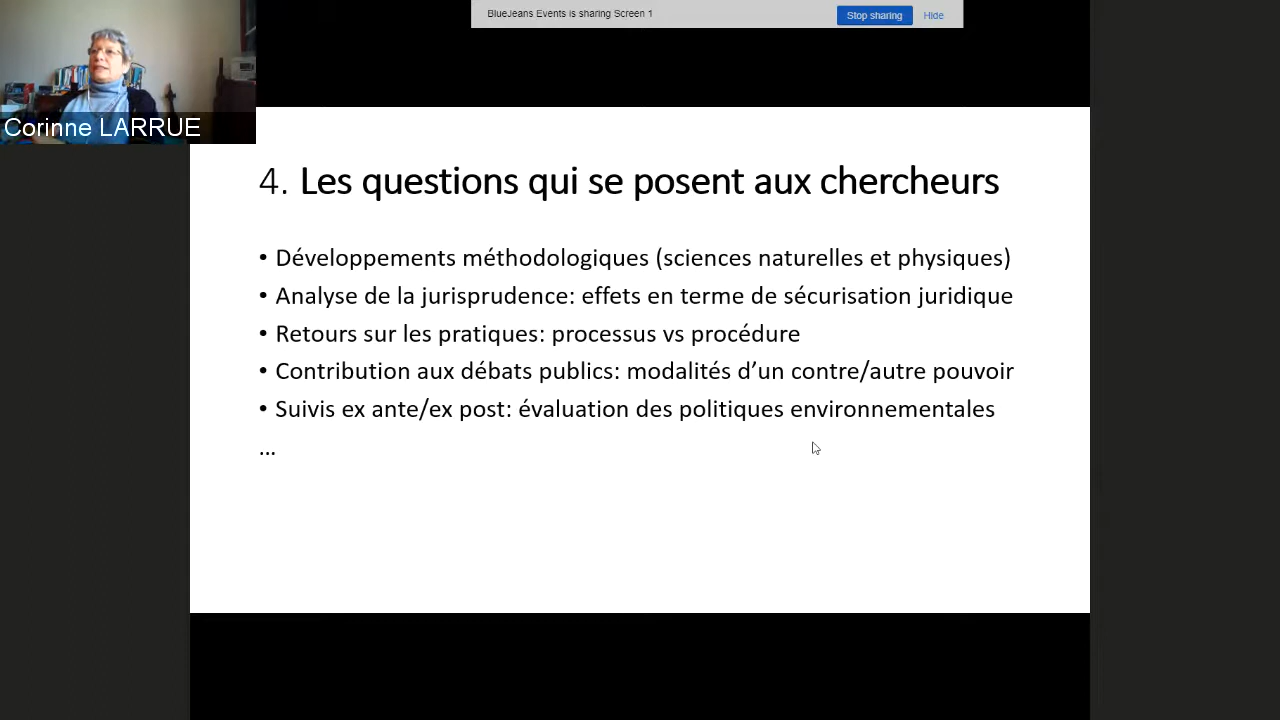 BlueJeans Events is sharing Screen 1
Stop sharing
Hide
Corinne LARRUE
4. Les questions qui se posent aux chercheurs
• Développements méthodologiques (sciences naturelles et physiques)
• Analyse de la jurisprudence: effets en terme de sécurisation juridique
• Retours sur les pratiques: processus vs procédure
• Contribution aux débats publics: modalités d’un contre/autre pouvoir
• Suivis ex ante/ex post: évaluation des politiques environnementales
...